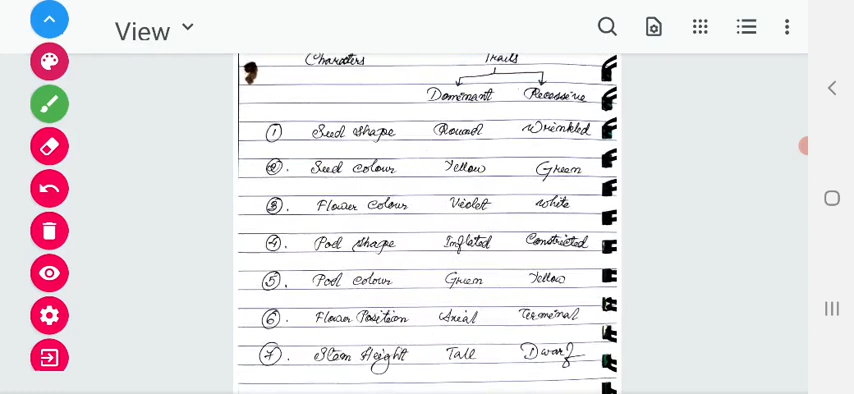 View
Characters Traits
Dominant Recessive
① Seed shape Round Wrinkled
②. Seed colour Yellow Green
③. Flower colour Violet white
④. Pod shape Inflated Constricted
⑤. Pod colour Green Yellow
⑥. Flower Position Axial Terminal
⑦. Stem Height Tall Dwarf